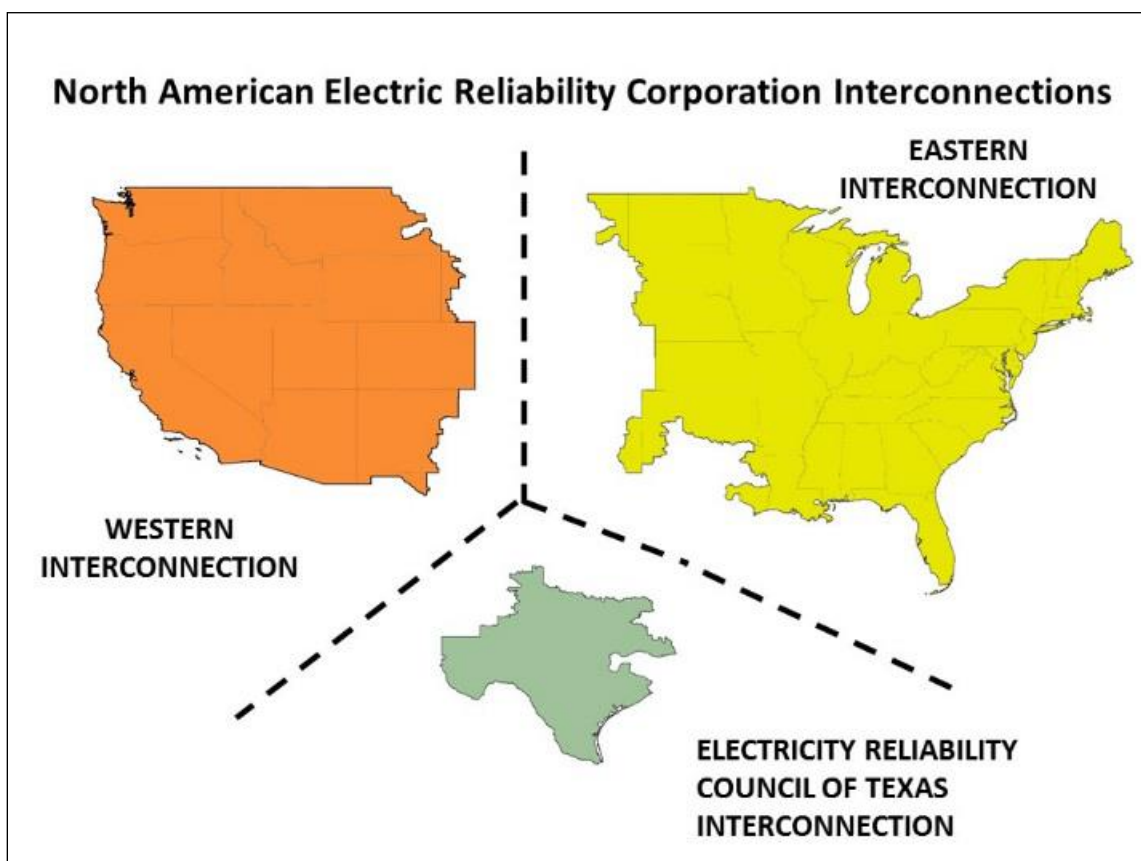 North American Electric Reliability Corporation Interconnections
EASTERN
INTERCONNECTION
WESTERN
INTERCONNECTION
ELECTRICITY RELIABILITY
COUNCIL OF TEXAS
INTERCONNECTION